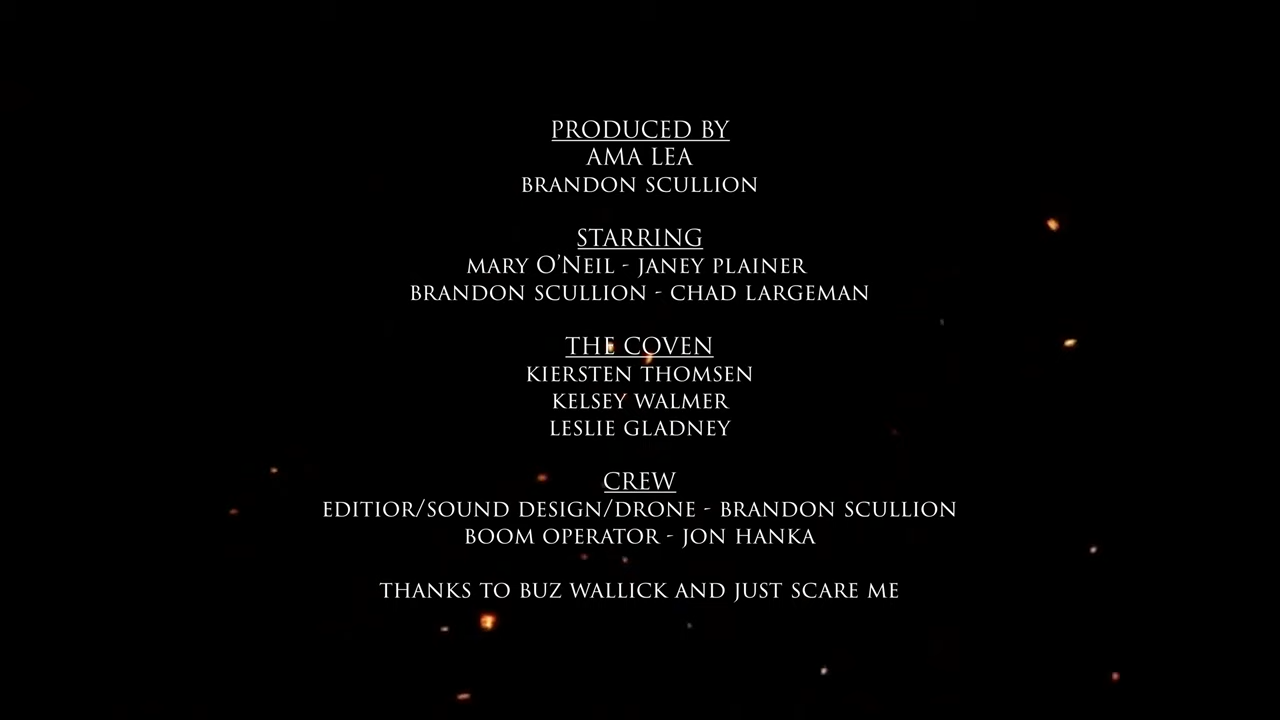 PRODUCED BY
AMA LEA
BRANDON SCULLION
STARRING
MARY O'NEIL - JANEY PLAINER
BRANDON SCULLION - CHAD LARGEMAN
THE COVEN
KIERSTEN THOMSEN
KELSEY WALMER
LESLIE GLADNEY
CREW
EDITIOR/SOUND DESIGN/DRONE - BRANDON SCULLION
BOOM OPERATOR - JON HANKA
THANKS TO BUZ WALLICK AND JUST SCARE ME